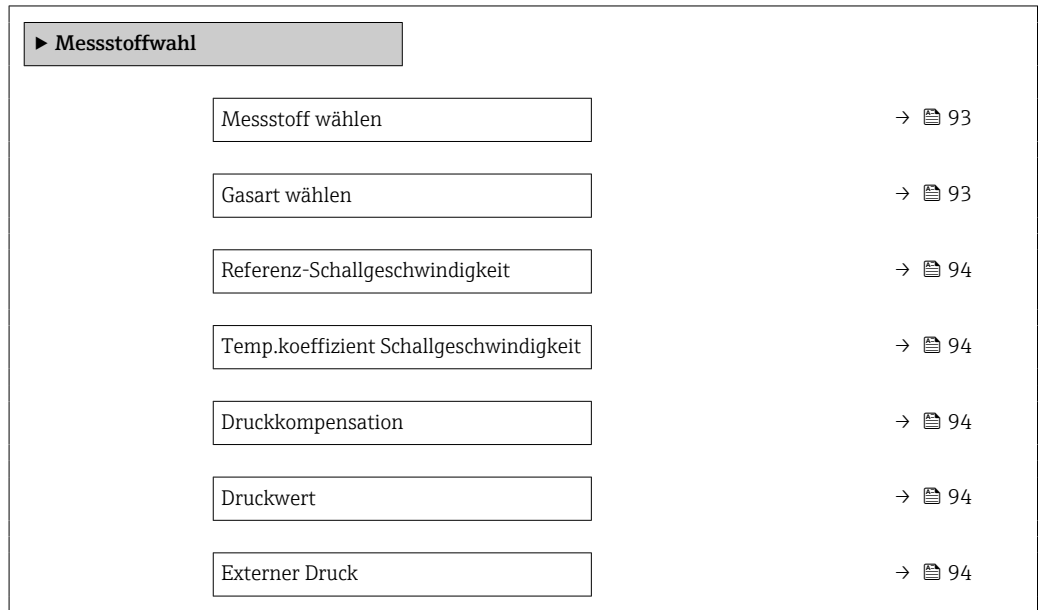 ▶ Messstoffwahl
Messstoff wählen → 93
Gasart wählen → 93
Referenz-Schallgeschwindigkeit → 94
Temp.koeffizient Schallgeschwindigkeit → 94
Druckkompensation → 94
Druckwert → 94
Externer Druck → 94